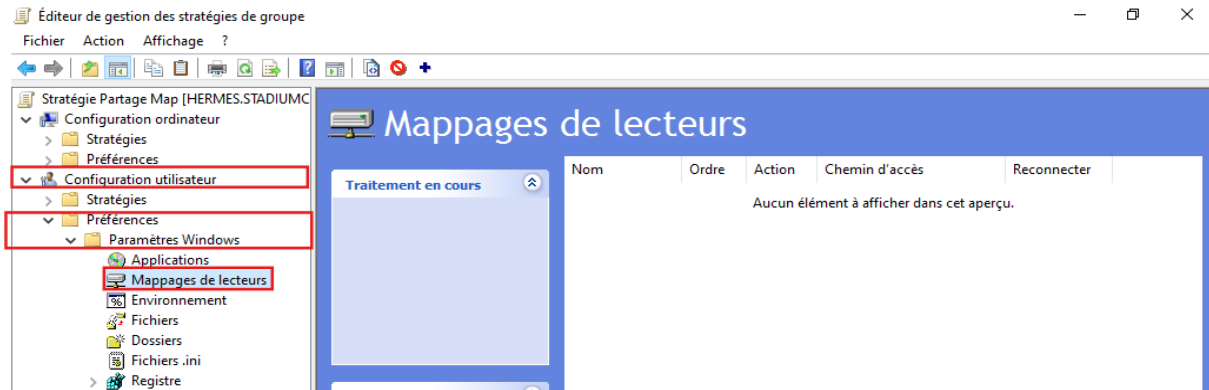 Éditeur de gestion des stratégies de groupe
Fichier Action Affichage ?
Stratégie Partage Map [HERMES.STADIUMC
Configuration ordinateur
Stratégies
Préférences
Configuration utilisateur
Stratégies
Préférences
Paramètres Windows
Applications
Mappages de lecteurs
Environnement
Fichiers
Dossiers
Fichiers .ini
Registre
Mappages de lecteurs
Traitement en cours
Nom Ordre Action Chemin d'accès Reconnecter
Aucun élément à afficher dans cet aperçu.